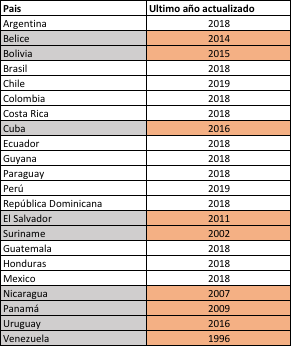 Pais Ultimo año actualizado
Argentina 2018
Belice 2014
Bolivia 2015
Brasil 2018
Chile 2019
Colombia 2018
Costa Rica 2018
Cuba 2016
Ecuador 2018
Guyana 2018
Paraguay 2018
Perú 2019
República Dominicana 2018
El Salvador 2011
Suriname 2002
Guatemala 2018
Honduras 2018
Mexico 2018
Nicaragua 2007
Panamá 2009
Uruguay 2016
Venezuela 1996